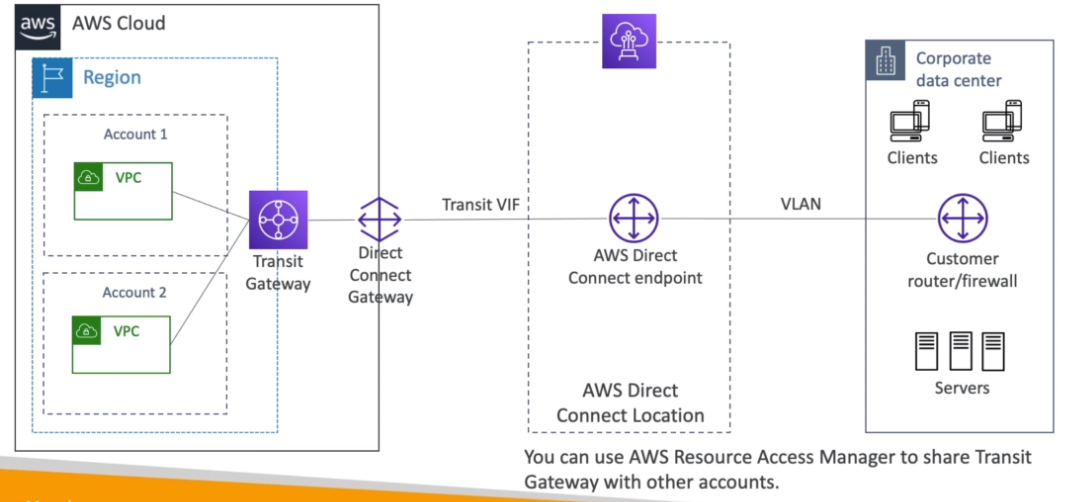 aws
AWS Cloud
Region
Account 1
VPC
Account 2
VPC
Transit
Gateway
Direct
Connect
Gateway
Transit VIF
AWS Direct
Connect endpoint
AWS Direct
Connect Location
VLAN
Corporate
data center
Clients
Clients
Customer
router/firewall
Servers
You can use AWS Resource Access Manager to share Transit
Gateway with other accounts.